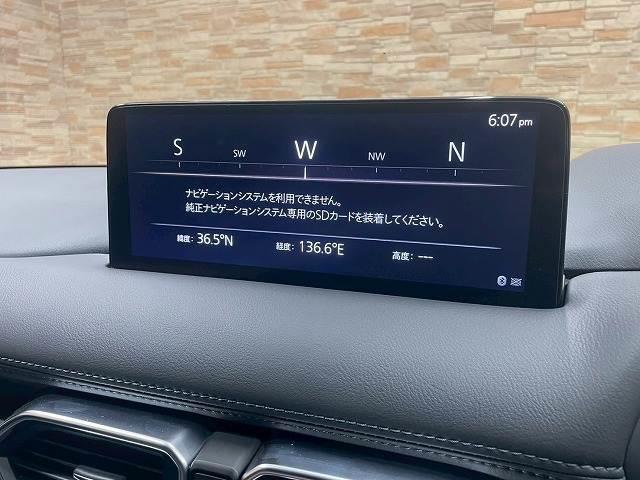 6:07pm
S SW W NW N
ナビゲーションシステムを利用できません。
純正ナビゲーションシステム専用のSDカードを装着してください。
緯度: 36.5°N 経度: 136.6°E 高度: ---